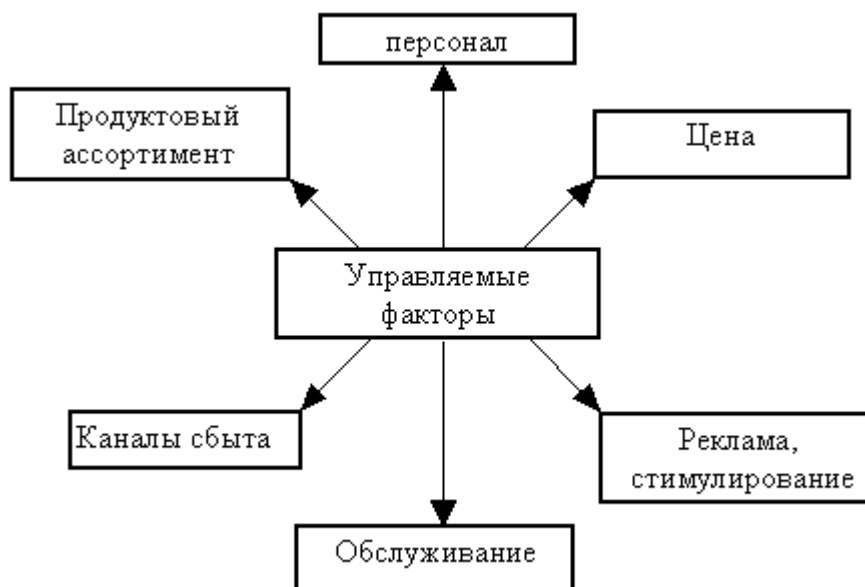 персонал
Продуктовый
ассортимент
Цена
Управляемые
факторы
Каналы сбыта
Реклама,
стимулирование
Обслуживание